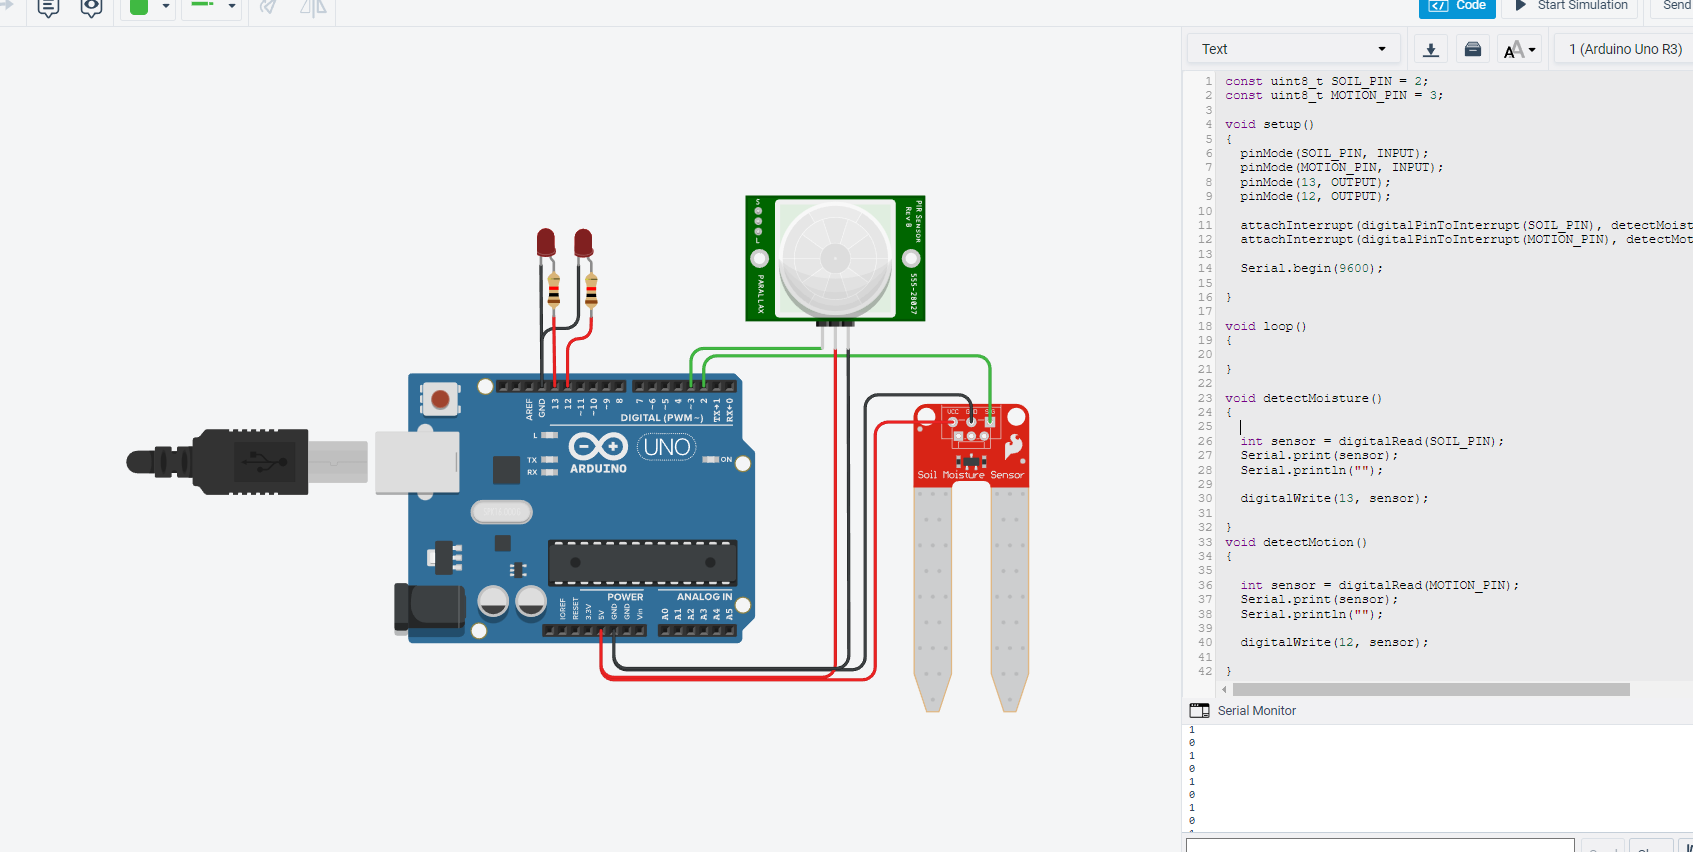 Code
Start Simulation
Send
Text
1 (Arduino Uno R3)
1 const uint8_t SOIL_PIN = 2;
2 const uint8_t MOTION_PIN = 3;
3
4 void setup()
5 {
6 pinMode(SOIL_PIN, INPUT);
7 pinMode(MOTION_PIN, INPUT);
8 pinMode(13, OUTPUT);
9 pinMode(12, OUTPUT);
10
11 attachInterrupt(digitalPinToInterrupt(SOIL_PIN), detectMoist
12 attachInterrupt(digitalPinToInterrupt(MOTION_PIN), detectMot
13
14 Serial.begin(9600);
15
16 }
17
18 void loop()
19 {
20
21 }
22
23 void detectMoisture()
24 {
25
26 int sensor = digitalRead(SOIL_PIN);
27 Serial.print(sensor);
28 Serial.println("");
29
30 digitalWrite(13, sensor);
31
32 }
33 void detectMotion()
34 {
35
36 int sensor = digitalRead(MOTION_PIN);
37 Serial.print(sensor);
38 Serial.println("");
39
40 digitalWrite(12, sensor);
41
42 }
Serial Monitor
1
0
1
0
1
0
1
0
S
L
PIR SENSOR
REV B
PARALLAX
555-28027
AREF
GND
13
12
~11
~10
~9
8
7
~6
~5
4
~3
2
TX→1
RX←0
DIGITAL (PWM~)
L
TX
RX
ARDUINO
UNO
ON
POWER
ANALOG IN
IOREF
RESET
3.3V
5V
GND
GND
Vin
A0
A1
A2
A3
A4
A5
VCC
GND
SIG
Soil Moisture Sensor